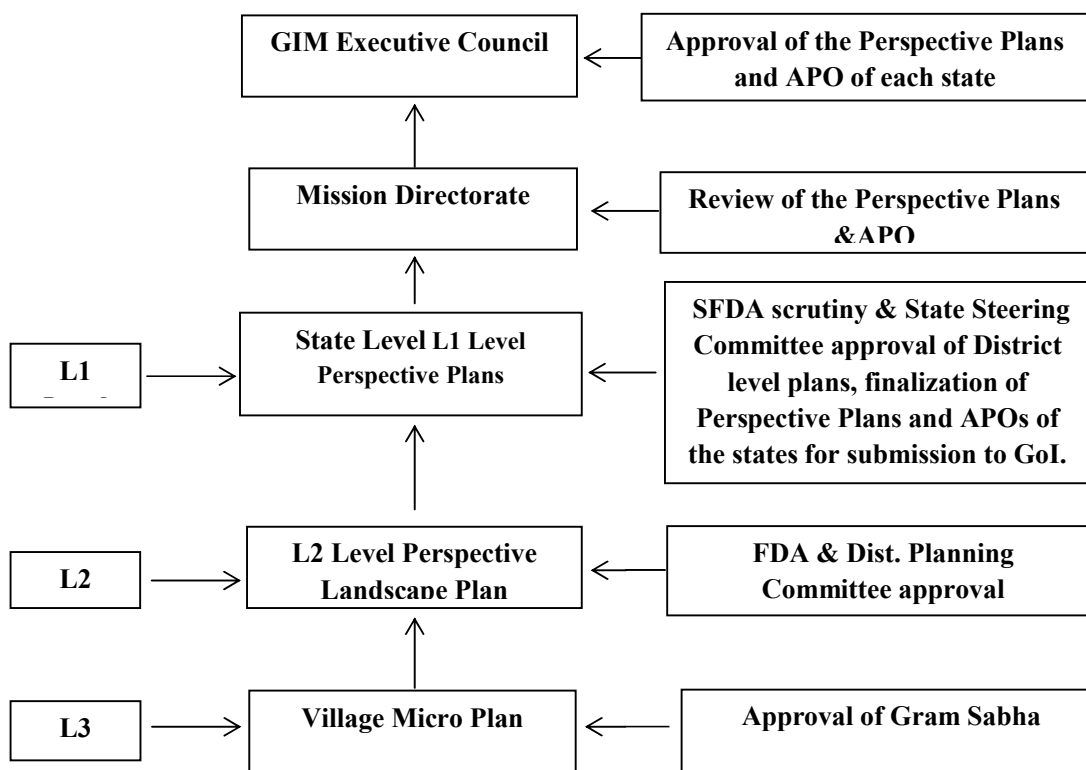 GIM Executive Council
Approval of the Perspective Plans
and APO of each state
Mission Directorate
Review of the Perspective Plans
&APO
L1
State Level L1 Level
Perspective Plans
SFDA scrutiny & State Steering
Committee approval of District
level plans, finalization of
Perspective Plans and APOs of
the states for submission to GoI.
L2
L2 Level Perspective
Landscape Plan
FDA & Dist. Planning
Committee approval
L3
Village Micro Plan
Approval of Gram Sabha